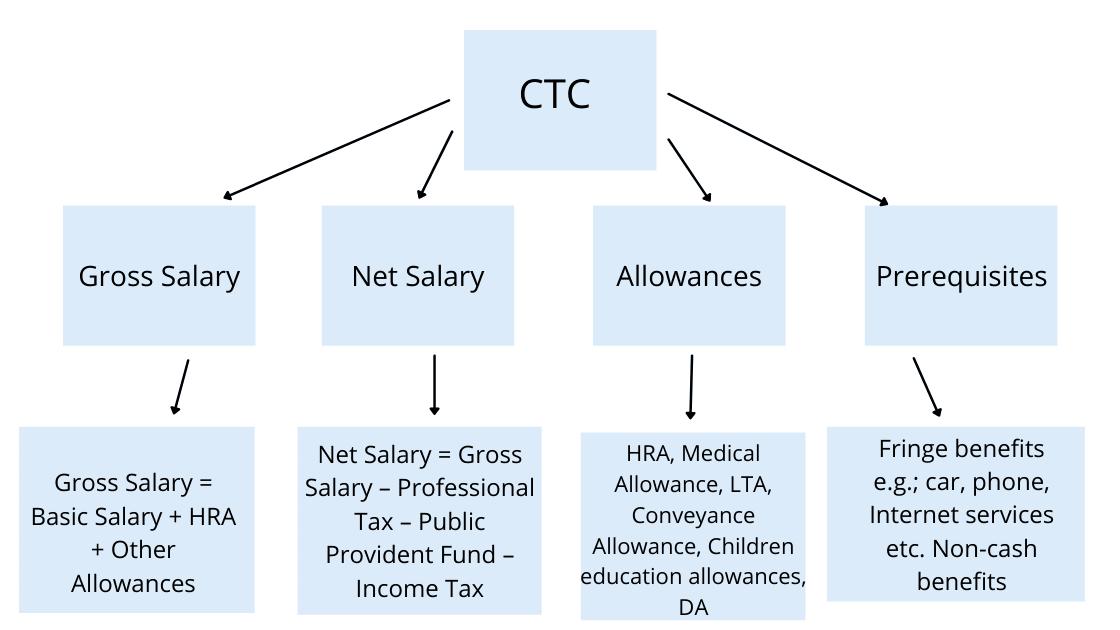 CTC
Gross Salary
Net Salary
Allowances
Prerequisites
Gross Salary =
Basic Salary + HRA
+ Other
Allowances
Net Salary = Gross
Salary – Professional
Tax – Public
Provident Fund –
Income Tax
HRA, Medical
Allowance, LTA,
Conveyance
Allowance, Children
education allowances,
DA
Fringe benefits
e.g.; car, phone,
Internet services
etc. Non-cash
benefits